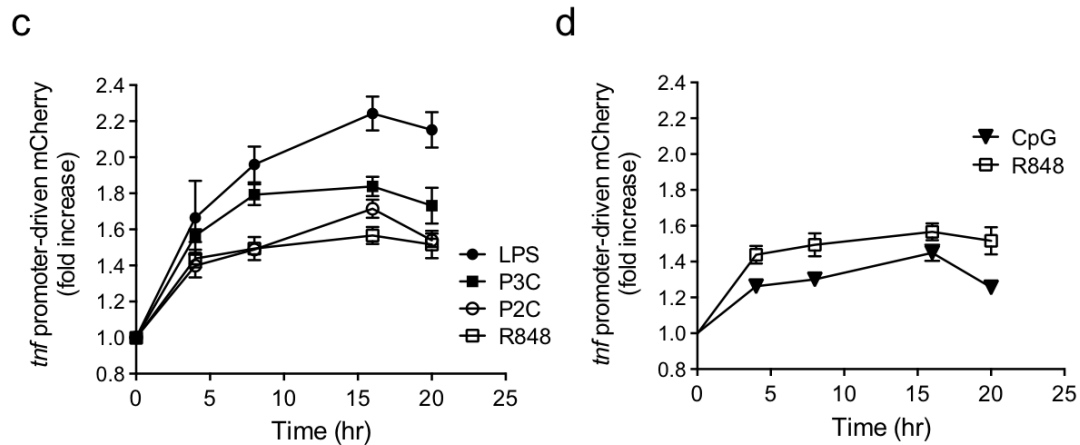 c
tnf promoter-driven mCherry
(fold increase)
2.4
2.2
2.0
1.8
1.6
1.4
1.2
1.0
0.8
0
5
10
15
20
25
Time (hr)
LPS
P3C
P2C
R848
d
tnf promoter-driven mCherry
(fold increase)
2.4
2.2
2.0
1.8
1.6
1.4
1.2
1.0
0.8
0
5
10
15
20
25
Time (hr)
CpG
R848